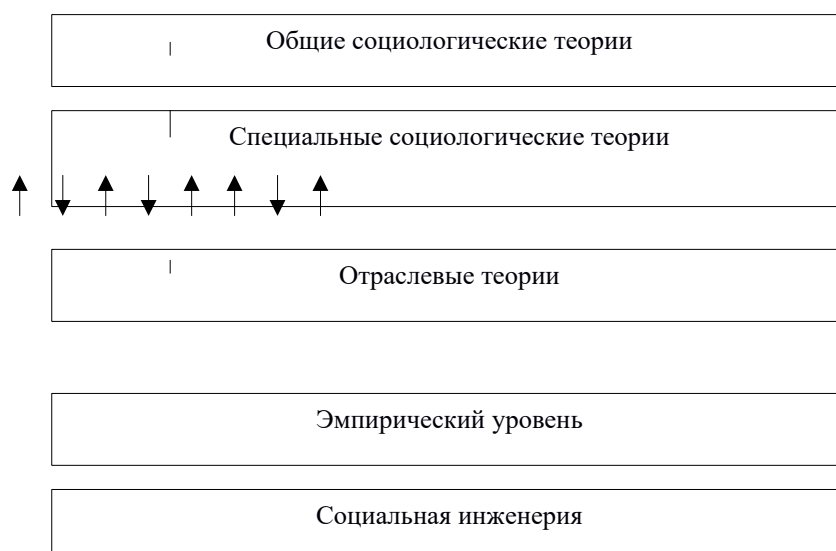 Общие социологические теории
Специальные социологические теории
Отраслевые теории
Эмпирический уровень
Социальная инженерия